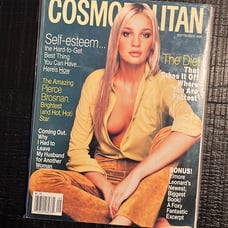 COSMOPOLITAN
Self-esteem...
the Hard-to-Get
Best Thing
You Can Have...
Here's How
The Amazing
Pierce
Brosnan,
Brightest
(and Hot, Hot)
Star
Coming Out.
Why
I Had to Leave
My Husband
for Another
Woman
The Diet
That
Takes It Off
Where
You Are
Fattest
BONUS!
Elmore
Leonard's
Newest,
Biggest
Book!
A Foxy
Fantastic
Excerpt